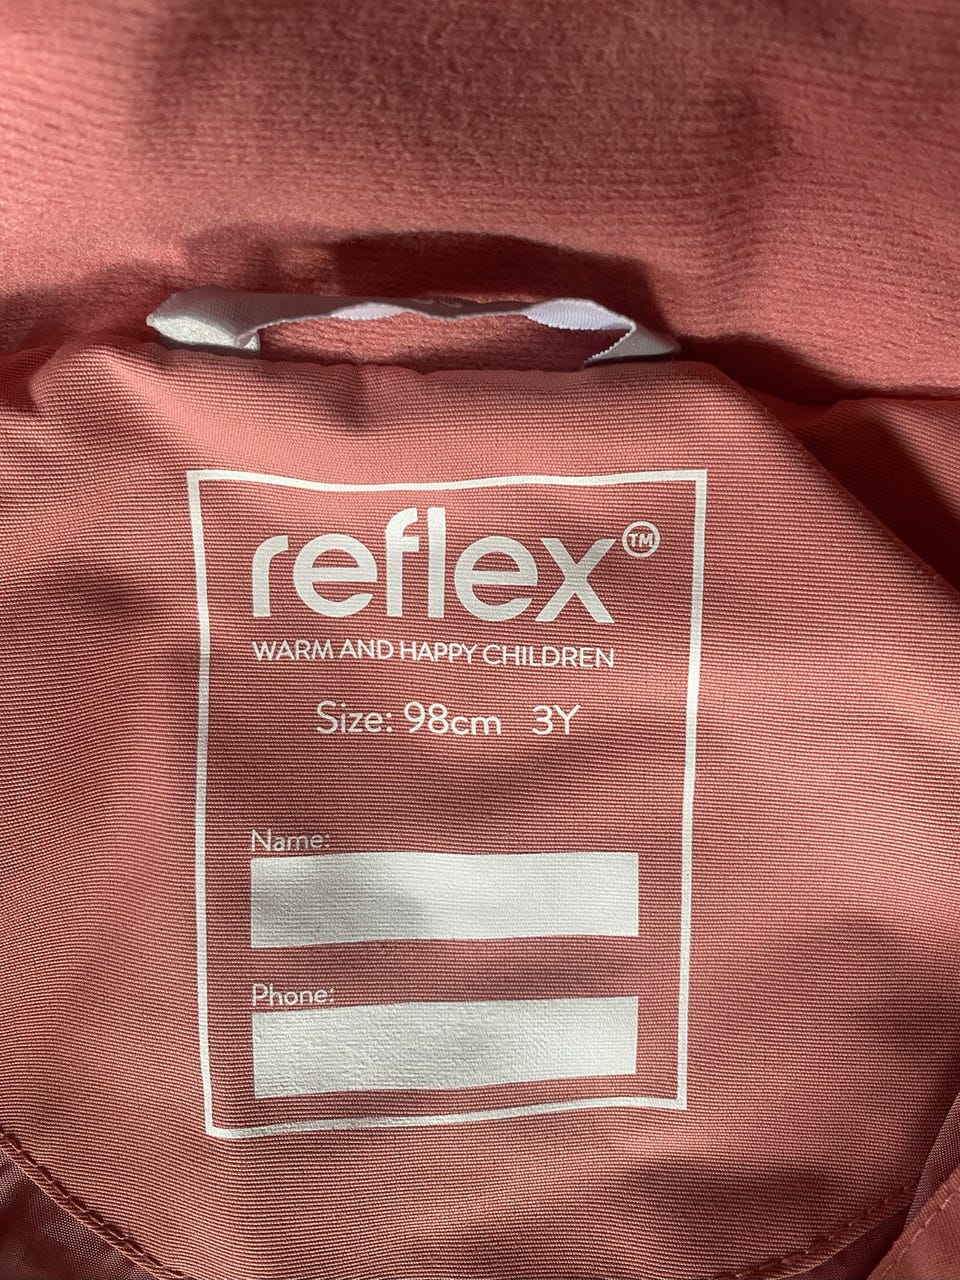 reflex™
WARM AND HAPPY CHILDREN
Size: 98cm 3Y
Name:
Phone: